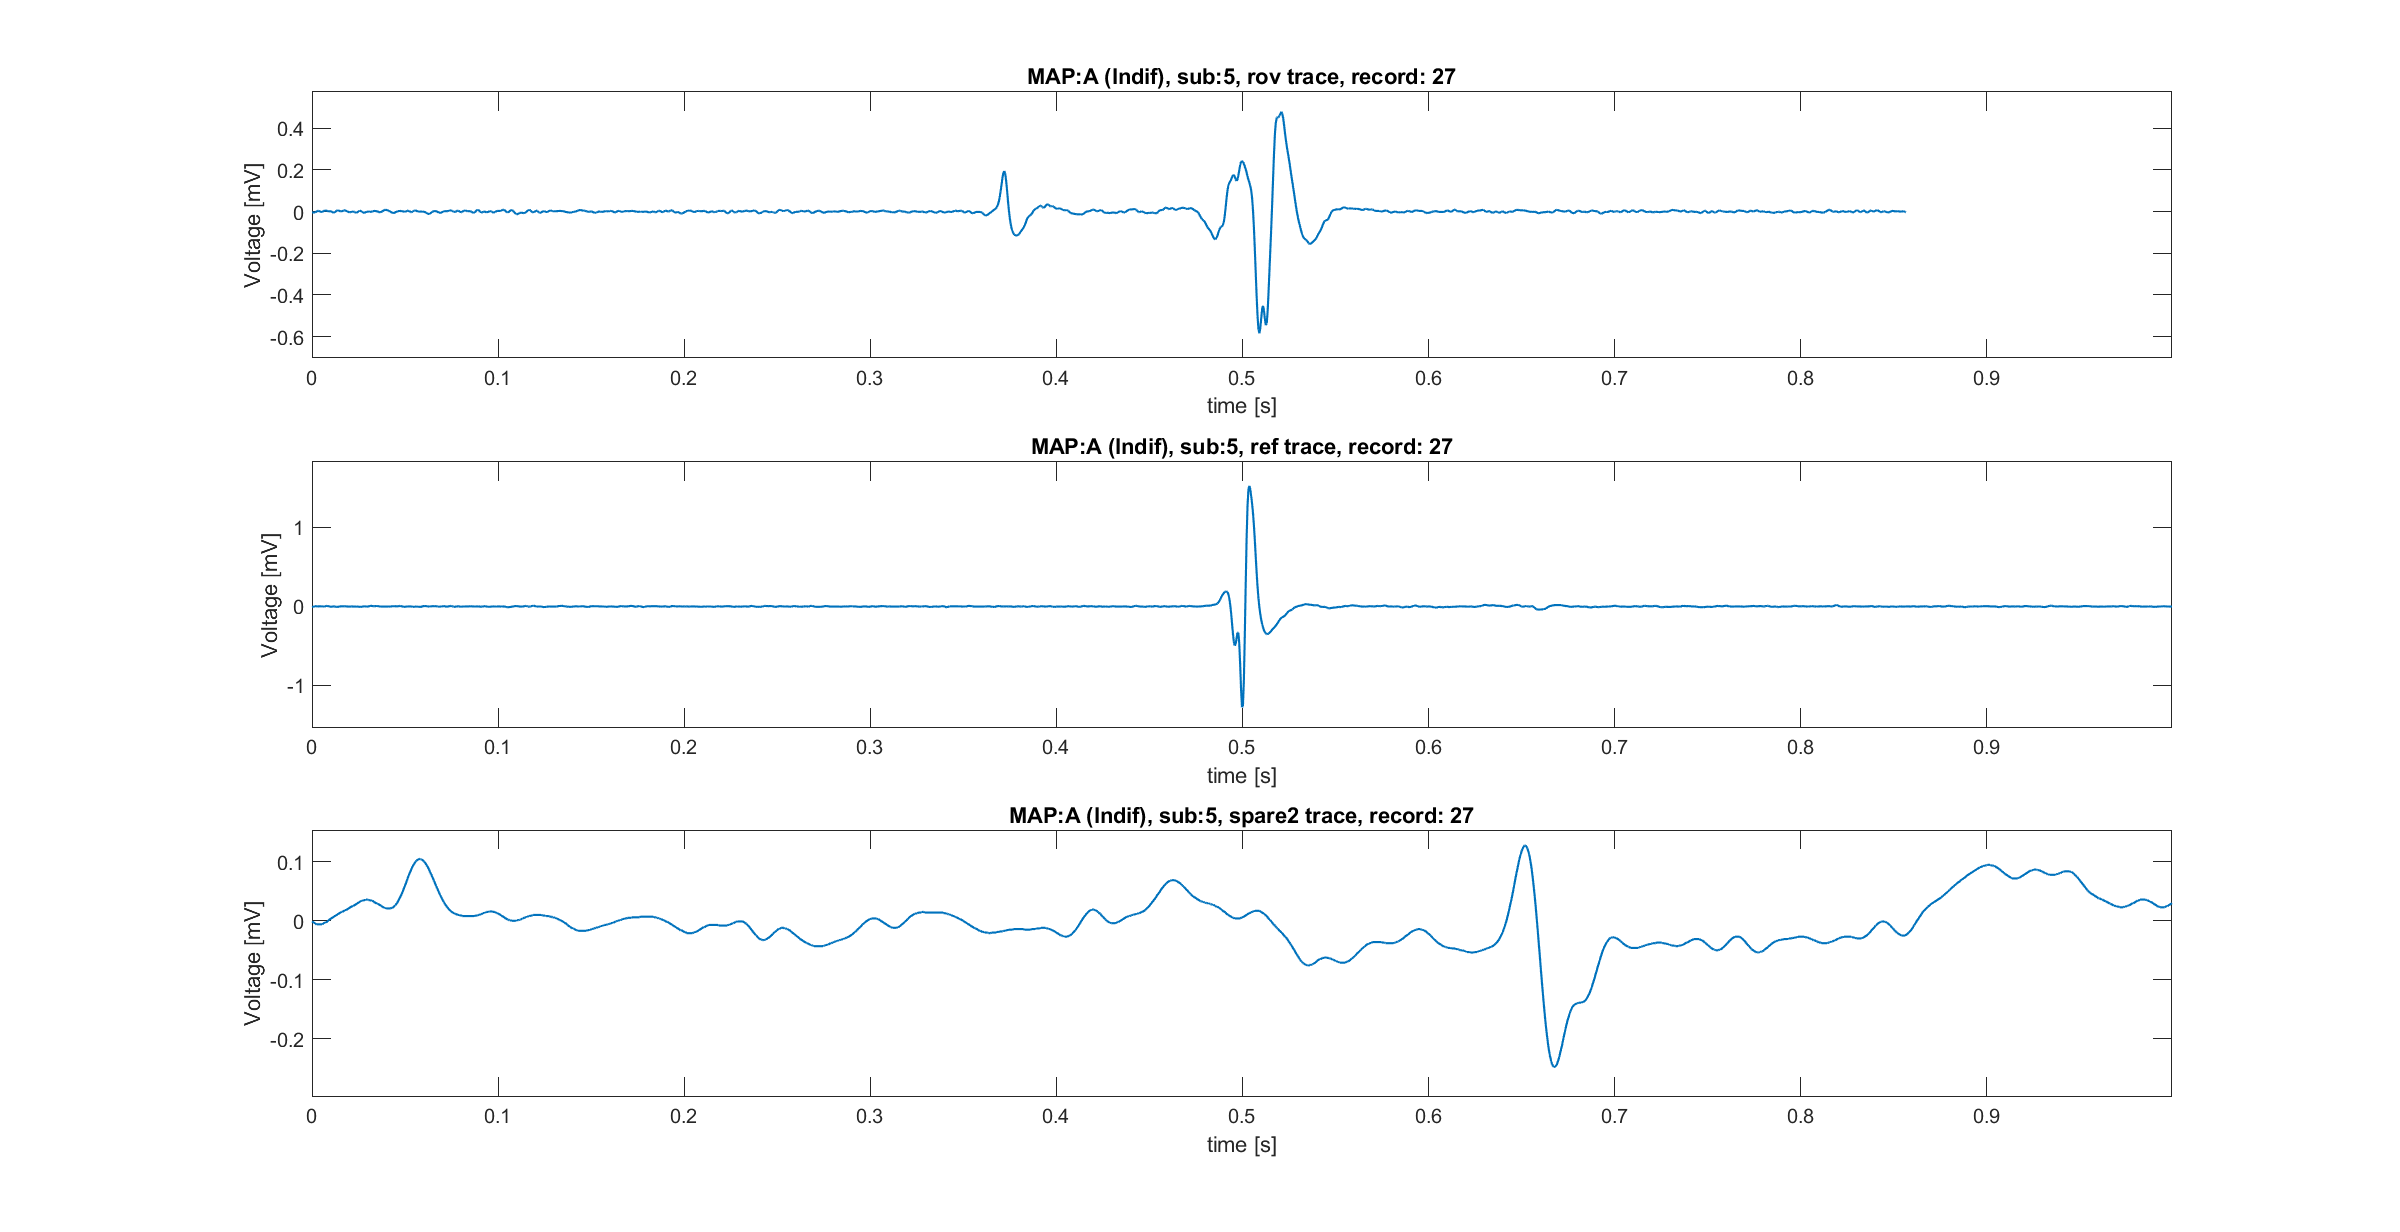 MAP:A (Indif), sub:5, rov trace, record: 27
Voltage [mV]
0.4
0.2
0
-0.2
-0.4
-0.6
0 0.1 0.2 0.3 0.4 0.5 0.6 0.7 0.8 0.9
time [s]
MAP:A (Indif), sub:5, ref trace, record: 27
Voltage [mV]
1
0
-1
0 0.1 0.2 0.3 0.4 0.5 0.6 0.7 0.8 0.9
time [s]
MAP:A (Indif), sub:5, spare2 trace, record: 27
Voltage [mV]
0.1
0
-0.1
-0.2
0 0.1 0.2 0.3 0.4 0.5 0.6 0.7 0.8 0.9
time [s]